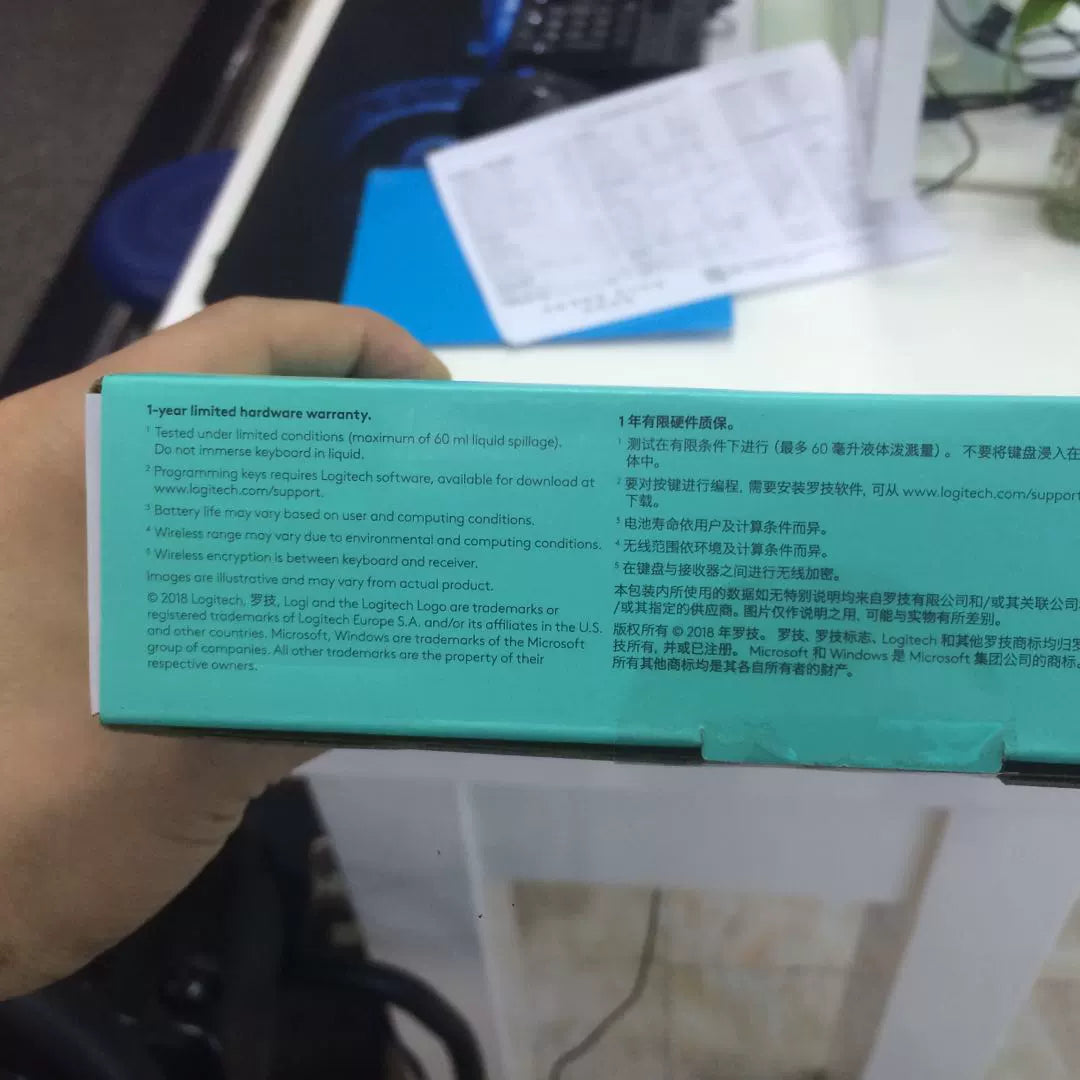 1-year limited hardware warranty.
1 Tested under limited conditions (maximum of 60 ml liquid spillage).
Do not immerse keyboard in liquid.
2 Programming keys requires Logitech software, available for download at
www.logitech.com/support.
3 Battery life may vary based on user and computing conditions.
4 Wireless range may vary due to environmental and computing conditions.
5 Wireless encryption is between keyboard and receiver.
Images are illustrative and may vary from actual product.
© 2018 Logitech, 罗技, Logi and the Logitech Logo are trademarks or
registered trademarks of Logitech Europe S.A. and/or its affiliates in the U.S.
and other countries. Microsoft, Windows are trademarks of the Microsoft
group of companies. All other trademarks are the property of their
respective owners.
1 年有限硬件质保。
1 测试在有限条件下进行 (最多 60 毫升液体泼溅量) 。 不要将键盘浸入在
体中。
2 要对按键进行编程, 需要安装罗技软件, 可从 www.logitech.com/support
下载。
3 电池寿命依用户及计算条件而异。
4 无线范围依环境及计算条件而异。
5 在键盘与接收器之间进行无线加密。
本包装内所使用的数据如无特别说明均来自罗技有限公司和/或其关联公司
/或其指定的供应商。图片仅作说明之用, 可能与实物有所差别。
版权所有 © 2018 年罗技。 罗技、罗技标志、Logitech 和其他罗技商标均归罗
技所有, 并或已注册。 Microsoft 和 Windows 是 Microsoft 集团公司的商标。
所有其他商标均是其各自所有者的财产。